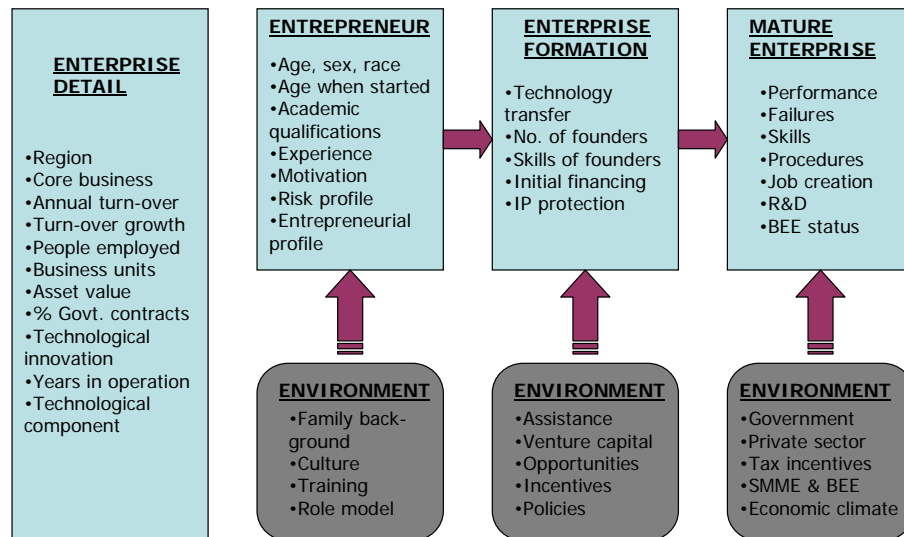 ENTERPRISE
DETAIL
•Region
•Core business
•Annual turn-over
•Turn-over growth
•People employed
•Business units
•Asset value
•% Govt. contracts
•Technological
innovation
•Years in operation
•Technological
component
ENTREPRENEUR
•Age, sex, race
•Age when started
•Academic
qualifications
•Experience
•Motivation
•Risk profile
•Entrepreneurial
profile
ENTERPRISE
FORMATION
•Technology
transfer
•No. of founders
•Skills of founders
•Initial financing
•IP protection
MATURE
ENTERPRISE
•Performance
•Failures
•Skills
•Procedures
•Job creation
•R&D
•BEE status
ENVIRONMENT
•Family back-
ground
•Culture
•Training
•Role model
ENVIRONMENT
•Assistance
•Venture capital
•Opportunities
•Incentives
•Policies
ENVIRONMENT
•Government
•Private sector
•Tax incentives
•SMME & BEE
•Economic climate